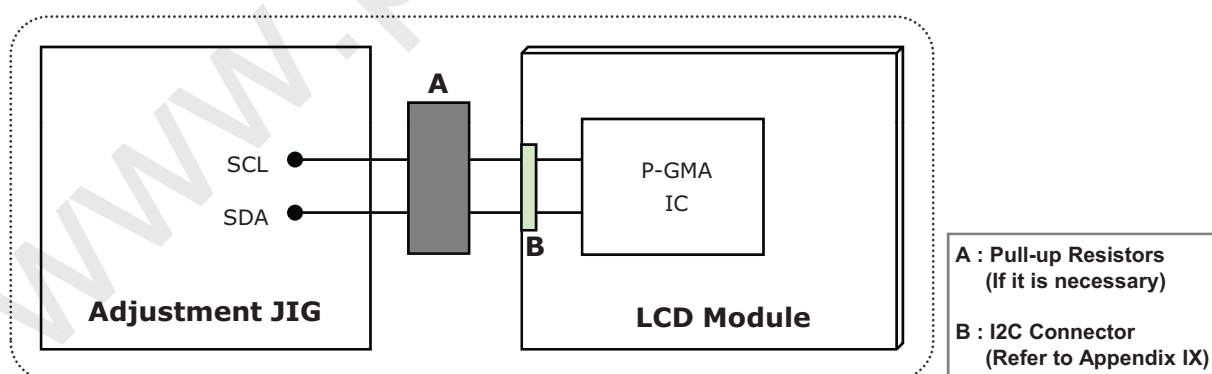 www.p
A
SCL
SDA
P-GMA
IC
B
Adjustment JIG
LCD Module
A : Pull-up Resistors
(If it is necessary)
B : I2C Connector
(Refer to Appendix IX)